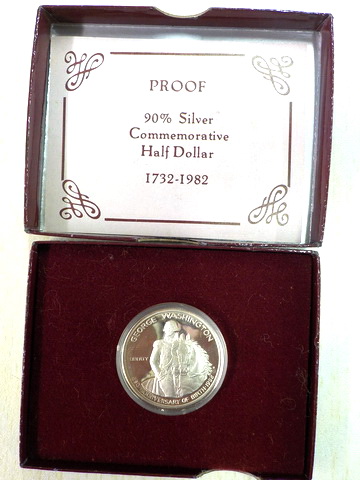 PROOF
90% Silver
Commemorative
Half Dollar
1732-1982
GEORGE WASHINGTON
LIBERTY
ANNIVERSARY OF BIRTH